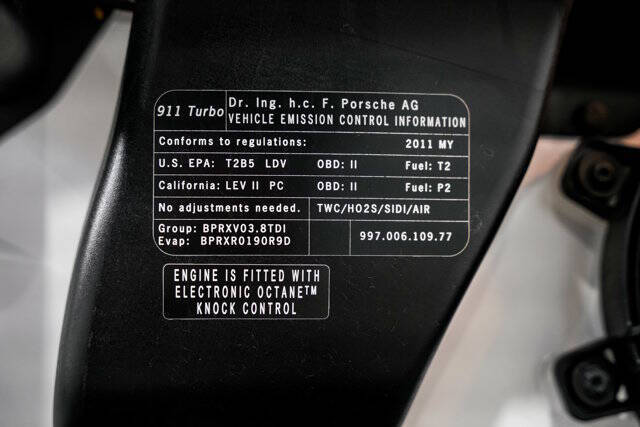 911 Turbo
Dr. Ing. h.c. F. Porsche AG
VEHICLE EMISSION CONTROL INFORMATION
Conforms to regulations: 2011 MY
U.S. EPA: T2B5 LDV OBD: II Fuel: T2
California: LEV II PC OBD: II Fuel: P2
No adjustments needed. TWC/HO2S/SIDI/AIR
Group: BPRXV03.8TDI
Evap: BPRXR0190R9D
997.006.109.77
ENGINE IS FITTED WITH
ELECTRONIC OCTANE™
KNOCK CONTROL